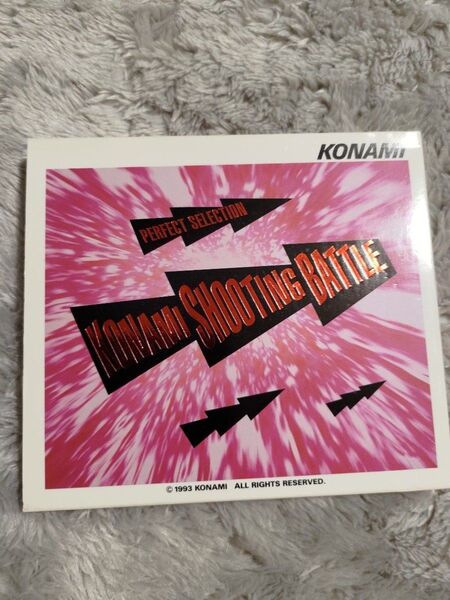 KONAMI
PERFECT SELECTION
KONAMI SHOOTING BATTLE
© 1993 KONAMI ALL RIGHTS RESERVED.